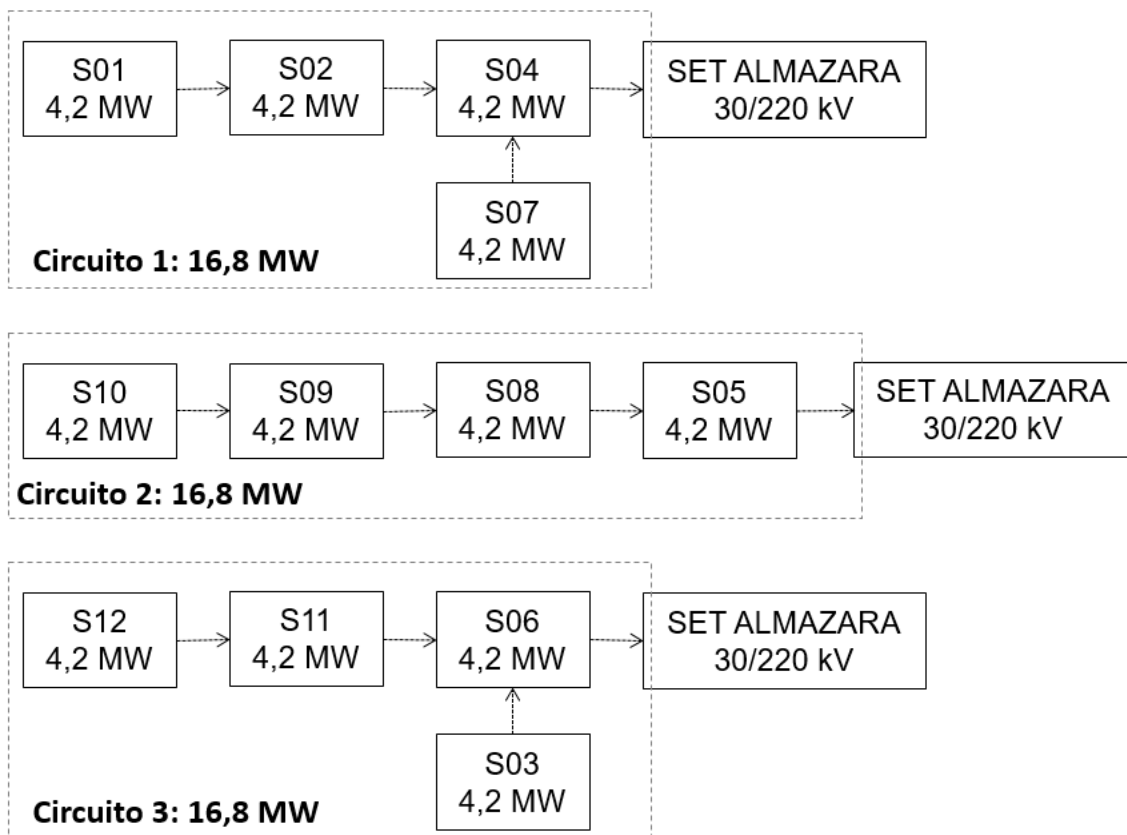 S01
4,2 MW
S02
4,2 MW
S04
4,2 MW
SET ALMAZARA
30/220 kV
S07
4,2 MW
Circuito 1: 16,8 MW
S10
4,2 MW
S09
4,2 MW
S08
4,2 MW
S05
4,2 MW
SET ALMAZARA
30/220 kV
Circuito 2: 16,8 MW
S12
4,2 MW
S11
4,2 MW
S06
4,2 MW
SET ALMAZARA
30/220 kV
S03
4,2 MW
Circuito 3: 16,8 MW